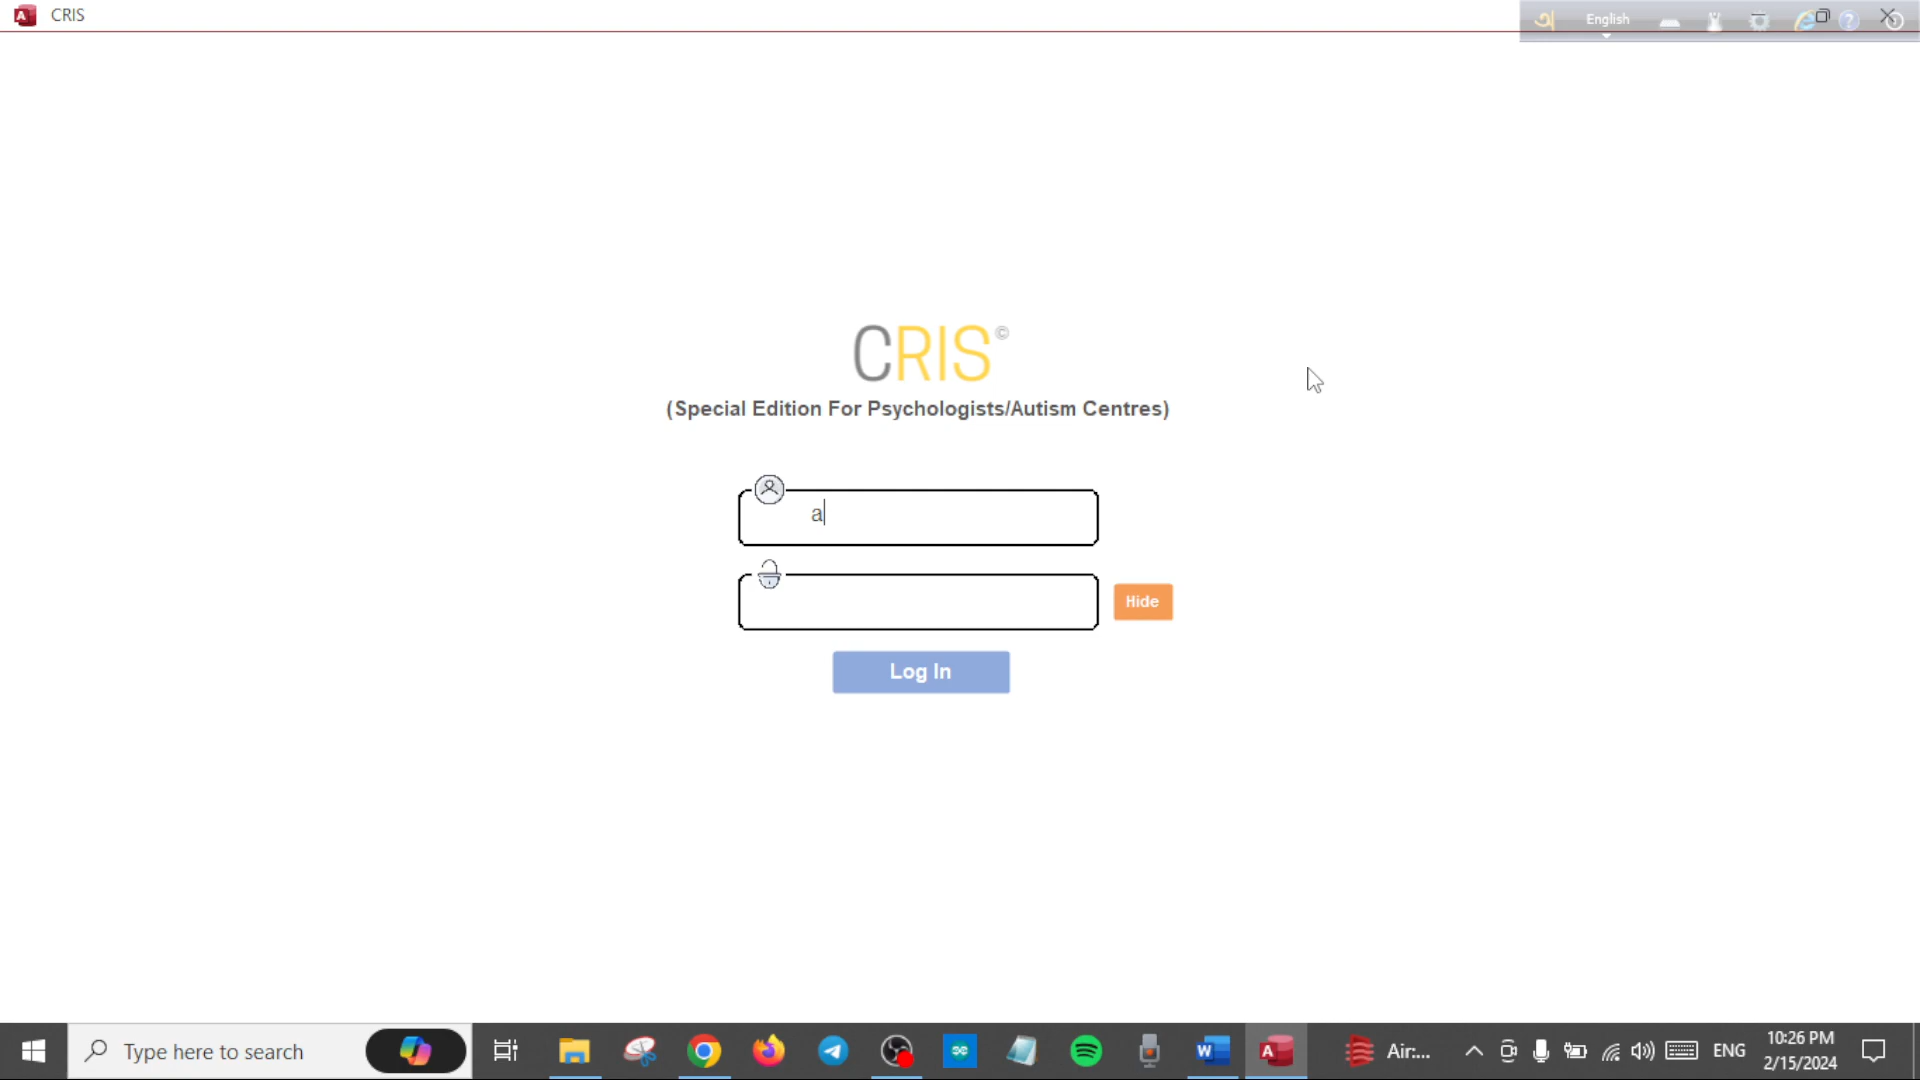 CRIS
অ English
CRIS©
(Special Edition For Psychologists/Autism Centres)
a
Hide
Log In
Type here to search
Air:...
ENG
10:26 PM
2/15/2024